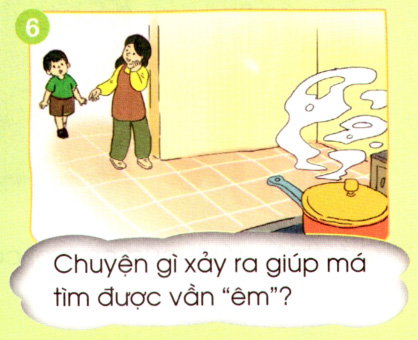 6
Chuyện gì xảy ra giúp má
tìm được vần “êm”?